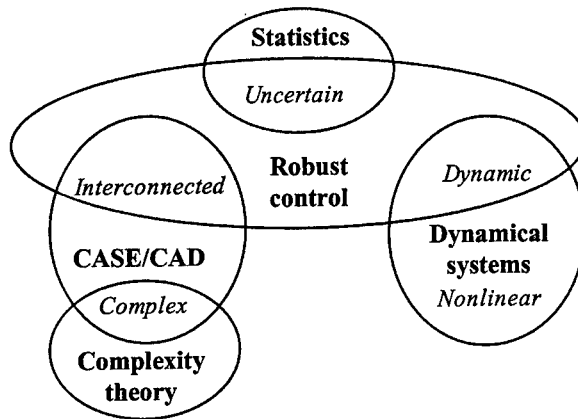 Statistics
Uncertain
Interconnected
Robust
control
Dynamic
CASE/CAD
Dynamical
systems
Complex
Nonlinear
Complexity
theory